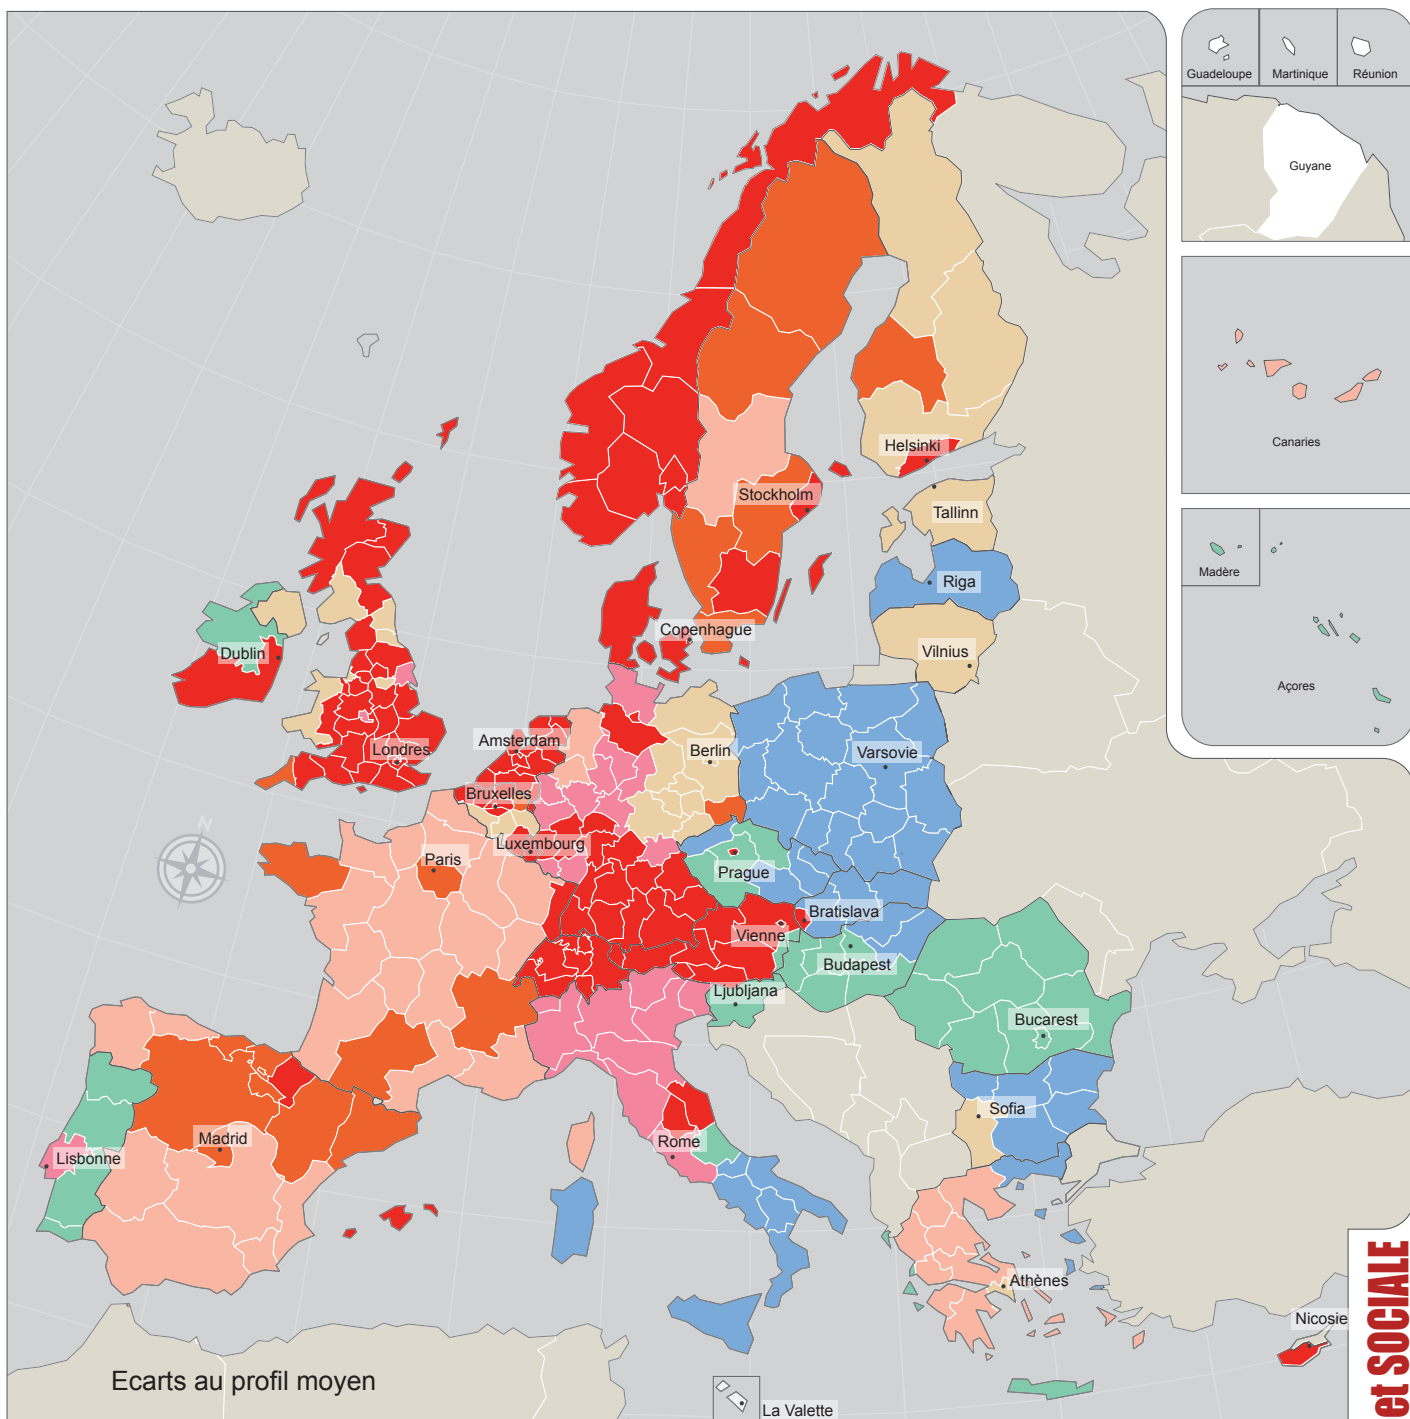 Guadeloupe
Martinique
Réunion
Guyane
Canaries
Madère
Açores
Helsinki
Stockholm
Tallinn
Riga
Copenhague
Vilnius
Dublin
Amsterdam
Londres
Berlin
Varsovie
Bruxelles
N
Luxembourg
Paris
Prague
Bratislava
Vienne
Budapest
Ljubljana
Bucarest
Sofia
Madrid
Rome
Lisbonne
Athènes
Nicosie
La Valette
Ecarts au profil moyen
et SOCIALE